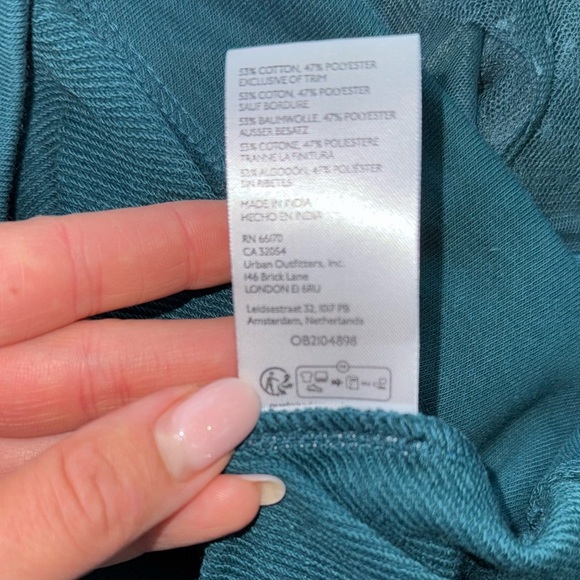 53% COTTON, 47% POLYESTER
EXCLUSIVE OF TRIM
53% COTON, 47% POLYESTER
SAUF BORDURE
53% BAUMWOLLE, 47% POLYESTER
AUSSER BESATZ
53% COTONE, 47% POLIESTERE
TRANNE LA FINITURA
53% ALGODÓN, 47% POLIÉSTER
SIN RIBETES
MADE IN INDIA
HECHO EN INDIA
RN 66170
CA 32054
Urban Outfitters, Inc.
146 Brick Lane
LONDON E1 6RU
Leidsestraat 32, 1017 PB
Amsterdam, Netherlands
OB2104898
FR